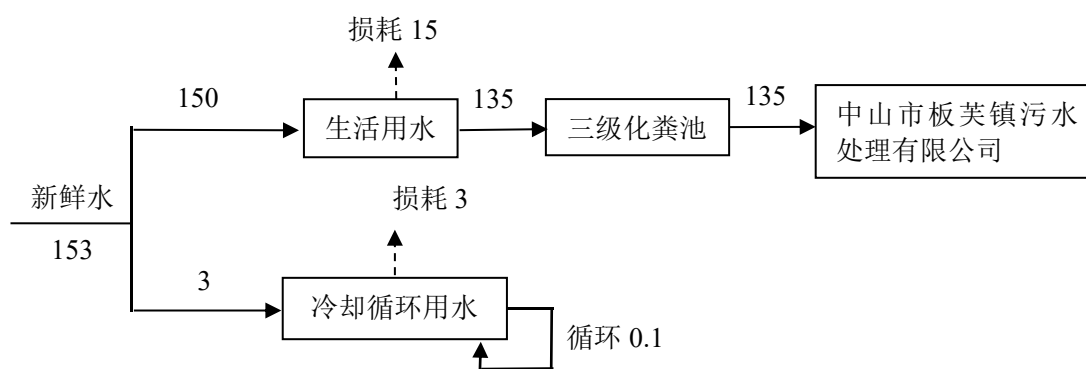 损耗 15
150
生活用水
135
三级化粪池
135
中山市板芙镇污水
处理有限公司
新鲜水
153
损耗 3
3
冷却循环用水
循环 0.1